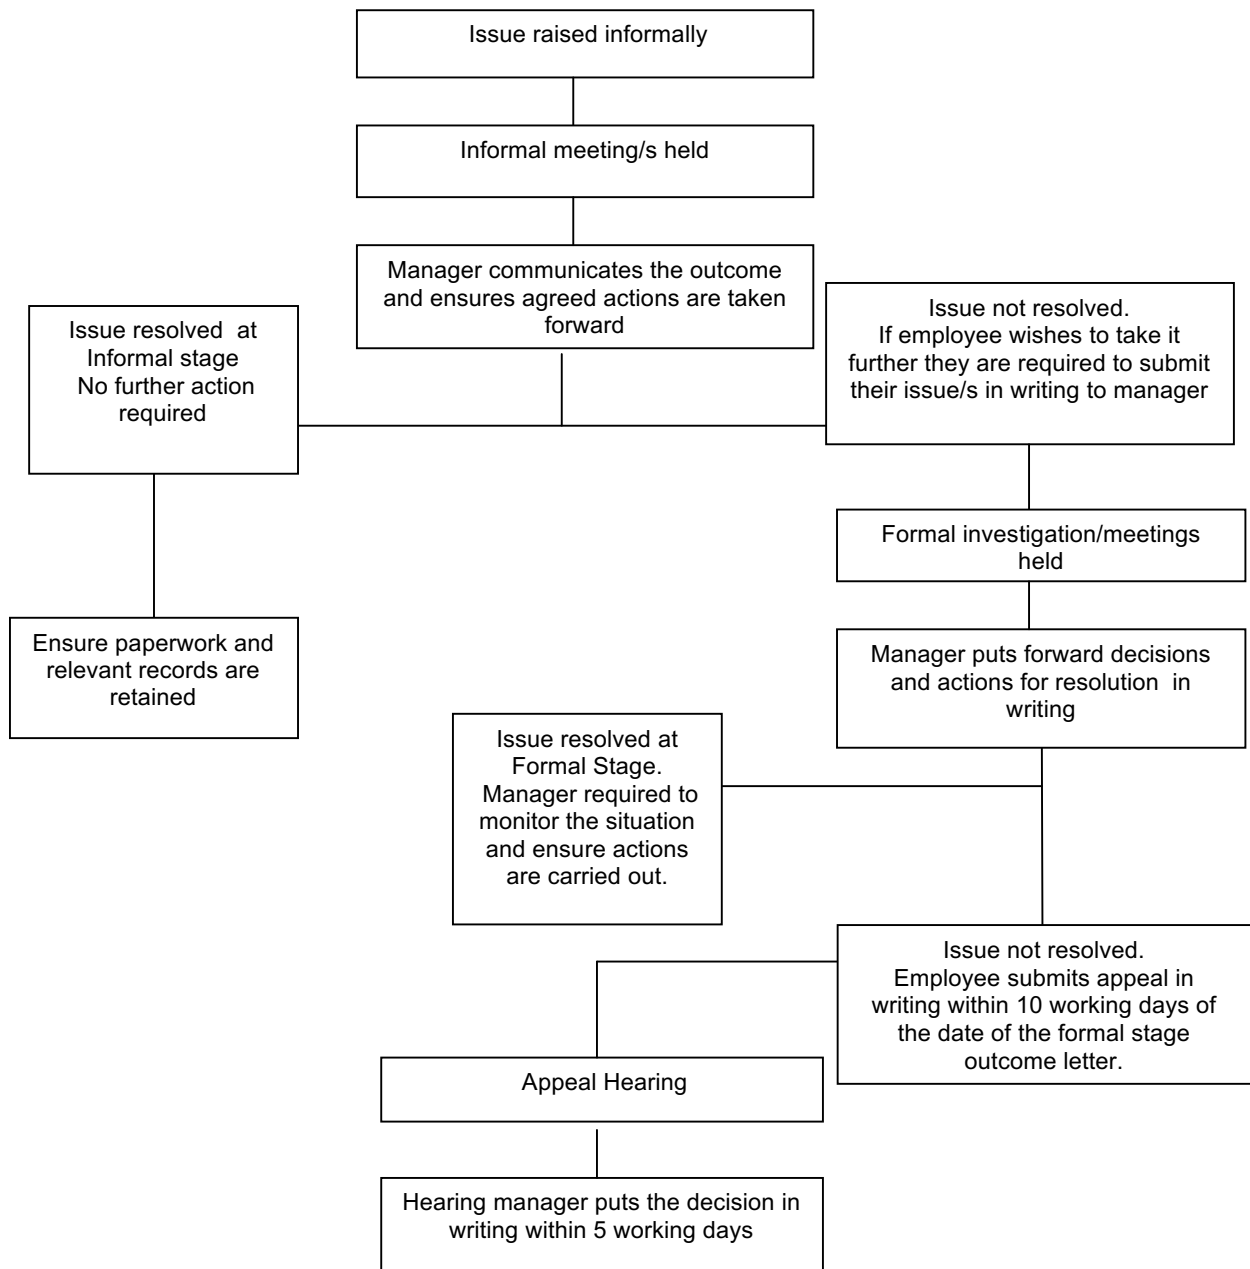 Issue raised informally
Informal meeting/s held
Manager communicates the outcome
and ensures agreed actions are taken
forward
Issue resolved at
Informal stage
No further action
required
Issue not resolved.
If employee wishes to take it
further they are required to submit
their issue/s in writing to manager
Formal investigation/meetings
held
Ensure paperwork and
relevant records are
retained
Manager puts forward decisions
and actions for resolution in
writing
Issue resolved at
Formal Stage.
Manager required to
monitor the situation
and ensure actions
are carried out.
Issue not resolved.
Employee submits appeal in
writing within 10 working days of
the date of the formal stage
outcome letter.
Appeal Hearing
Hearing manager puts the decision in
writing within 5 working days